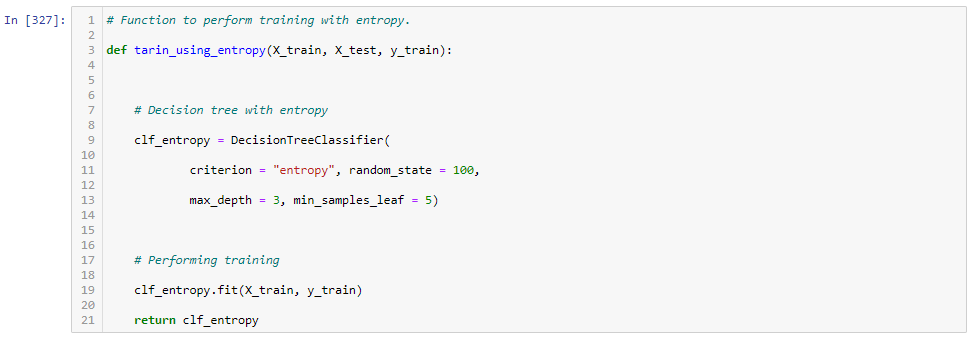 In [327]:
1 # Function to perform training with entropy.
2
3 def tarin_using_entropy(X_train, X_test, y_train):
4
5
6
7     # Decision tree with entropy
8
9     clf_entropy = DecisionTreeClassifier(
10
11             criterion = "entropy", random_state = 100,
12
13             max_depth = 3, min_samples_leaf = 5)
14
15
16
17     # Performing training
18
19     clf_entropy.fit(X_train, y_train)
20
21     return clf_entropy